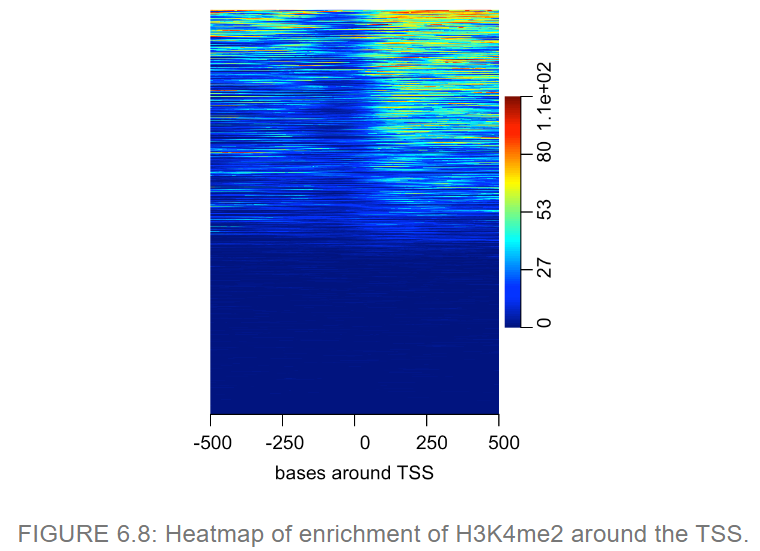 1.1e+02
80
53
27
0
-500 -250 0 250 500
bases around TSS
FIGURE 6.8: Heatmap of enrichment of H3K4me2 around the TSS.